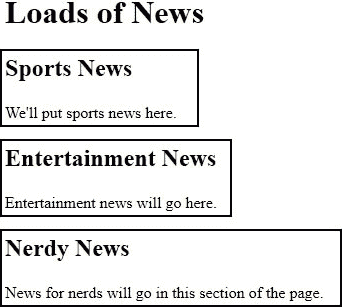 Loads of News
Sports News
We'll put sports news here.
Entertainment News
Entertainment news will go here.
Nerdy News
News for nerds will go in this section of the page.